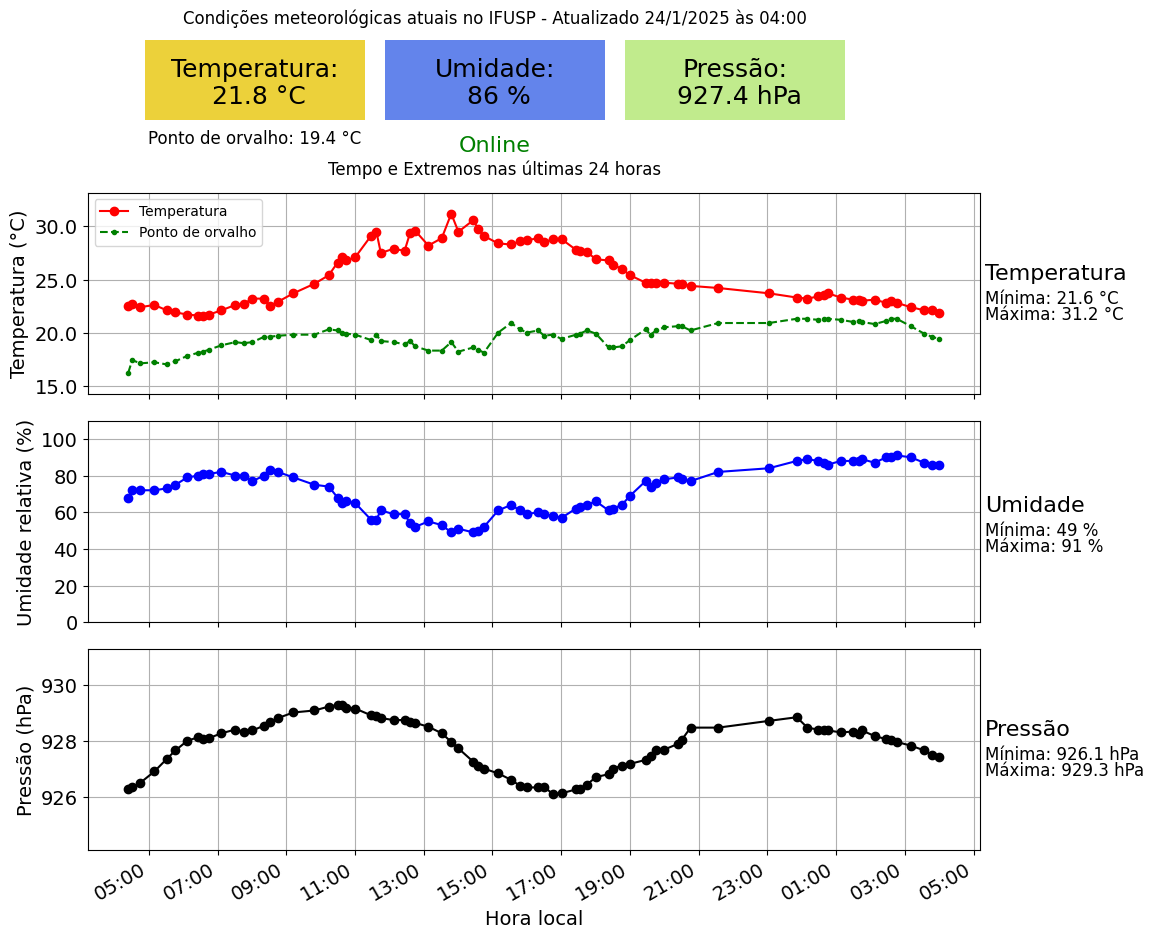 Condições meteorológicas atuais no IFUSP - Atualizado 24/1/2025 às 04:00
Temperatura:
21.8 °C
Umidade:
86 %
Pressão:
927.4 hPa
Ponto de orvalho: 19.4 °C
Online
Tempo e Extremos nas últimas 24 horas
Temperatura (°C)
30.0
25.0
20.0
15.0
Temperatura
Ponto de orvalho
Temperatura
Mínima: 21.6 °C
Máxima: 31.2 °C
Umidade relativa (%)
100
80
60
40
20
0
Umidade
Mínima: 49 %
Máxima: 91 %
Pressão (hPa)
930
928
926
Pressão
Mínima: 926.1 hPa
Máxima: 929.3 hPa
05:00 07:00 09:00 11:00 13:00 15:00 17:00 19:00 21:00 23:00 01:00 03:00 05:00
Hora local